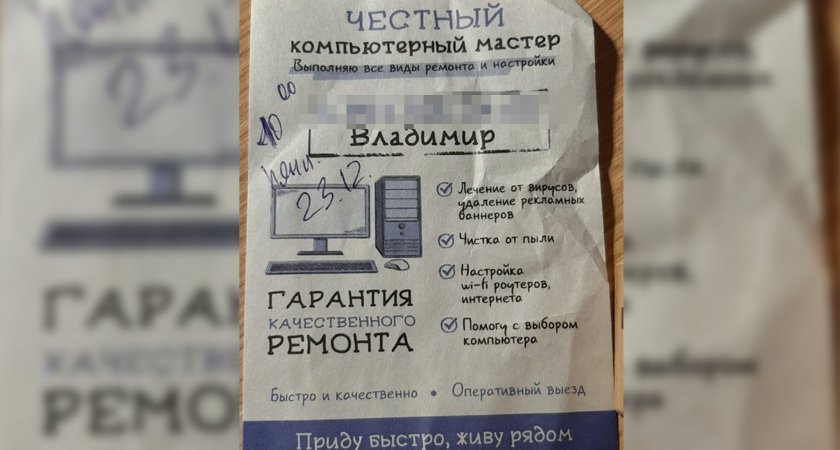 ЧЕСТНЫЙ
КОМПЬЮТЕРНЫЙ МАСТЕР
Выполняю все виды ремонта и настройки
10 00
Владимир
23.12.
Лечение от вирусов,
удаление рекламных
баннеров
Чистка от пыли
Настройка
wi-fi роутеров,
интернета
Помогу с выбором
компьютера
ГАРАНТИЯ
КАЧЕСТВЕННОГО
РЕМОНТА
Быстро и качественно • Оперативный выезд
Приду быстро, живу рядом